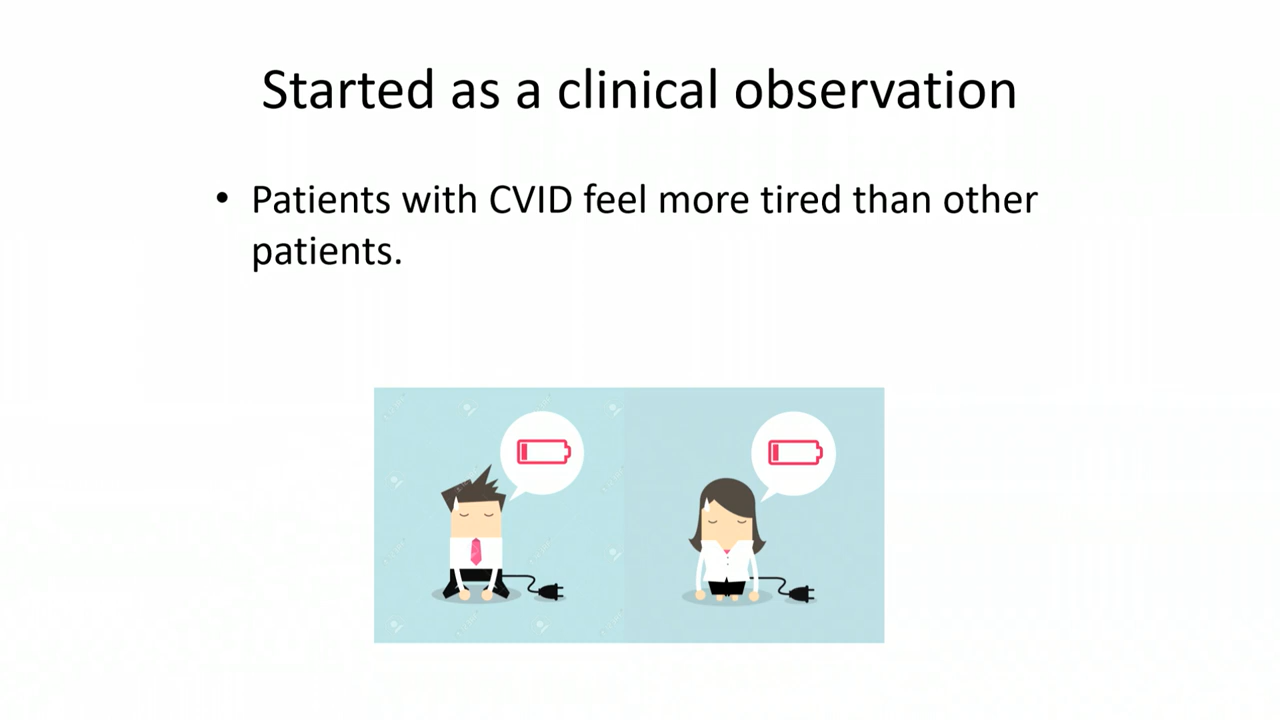 Started as a clinical observation
• Patients with CVID feel more tired than other
patients.